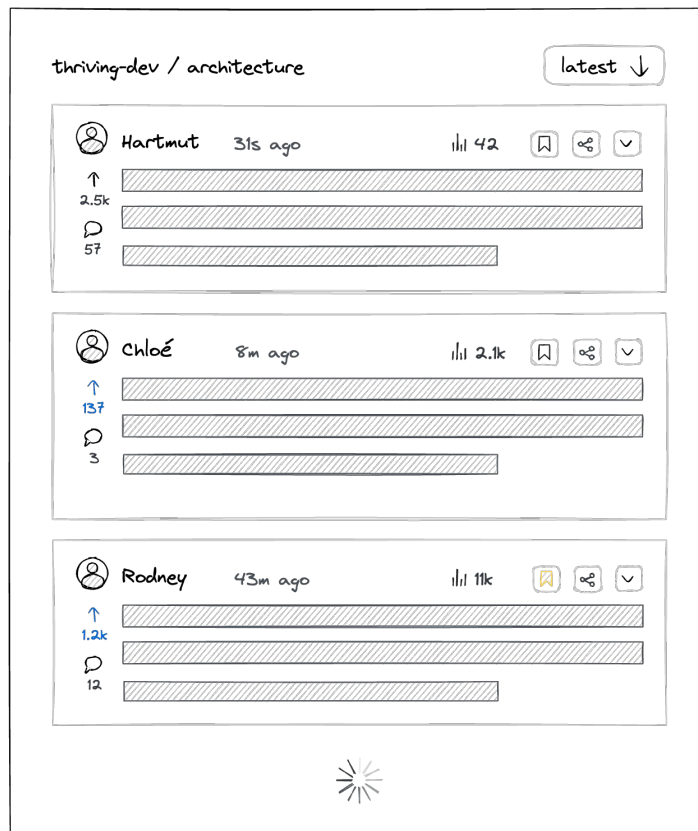 thriving-dev / architecture
latest ↓
Hartmut 31s ago 42
2.5k
57
Chloé 8m ago 2.1k
137
3
Rodney 43m ago 11k
1.2k
12